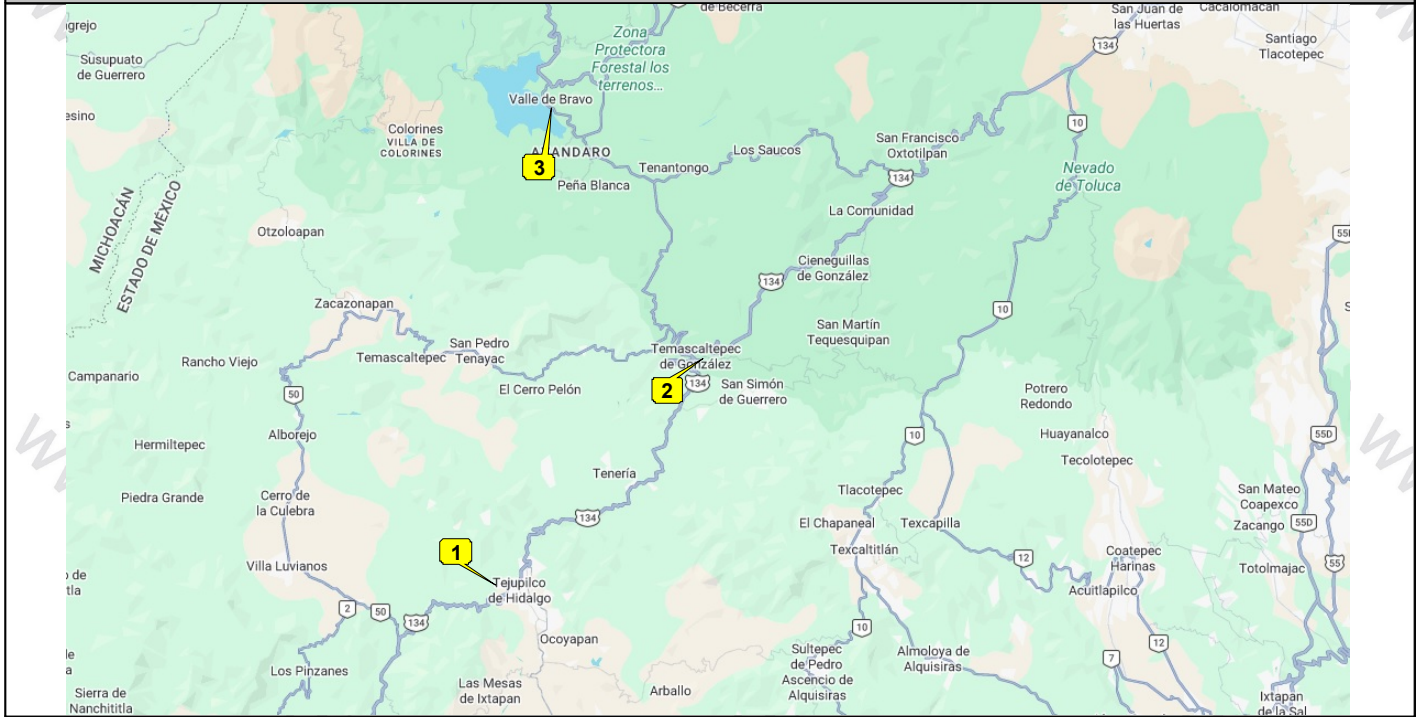 de Becerra
San Juan de
las Huertas
Cacalomacán
Santiago
Tlacotepec
134
Zona
Protectora
Forestal los
terrenos...
grejo
Susupuato
de Guerrero
esino
Valle de Bravo
Colorines
VILLA DE
COLORINES
3
Peña Blanca
Tenantongo
Los Saucos
San Francisco
Oxtotilpan
134
10
Nevado
de Toluca
La Comunidad
MICHOACÁN
ESTADO DE MÉXICO
Otzoloapan
Cieneguillas
de González
134
10
Zacazonapan
San Pedro
Tenayac
Temascaltepec
Rancho Viejo
Campanario
El Cerro Pelón
Temascaltepec
de González
2
134
San Simón
de Guerrero
San Martín
Tequesquipan
Potrero
Redondo
50
Alborejo
Hermiltepec
10
Huayanalco
Tecolotepec
55D
Piedra Grande
Cerro de
la Culebra
Tenería
134
Tlacotepec
El Chapaneal
Texcapilla
Texcaltitlán
San Mateo
Coapexco
Zacango
55D
1
Villa Luvianos
Tejupilco
de Hidalgo
12
Coatepec
Harinas
Acuitlapilco
Totolmajac
55
o de
tla
2
50
134
Ocoyapan
10
Sultepec
de Pedro
Ascencio de
Alquisiras
Almoloya de
Alquisiras
12
7
Los Pinzanes
Las Mesas
de Ixtapan
Arballo
Sierra de
Nanchititla
Ixtapan
de la Sal